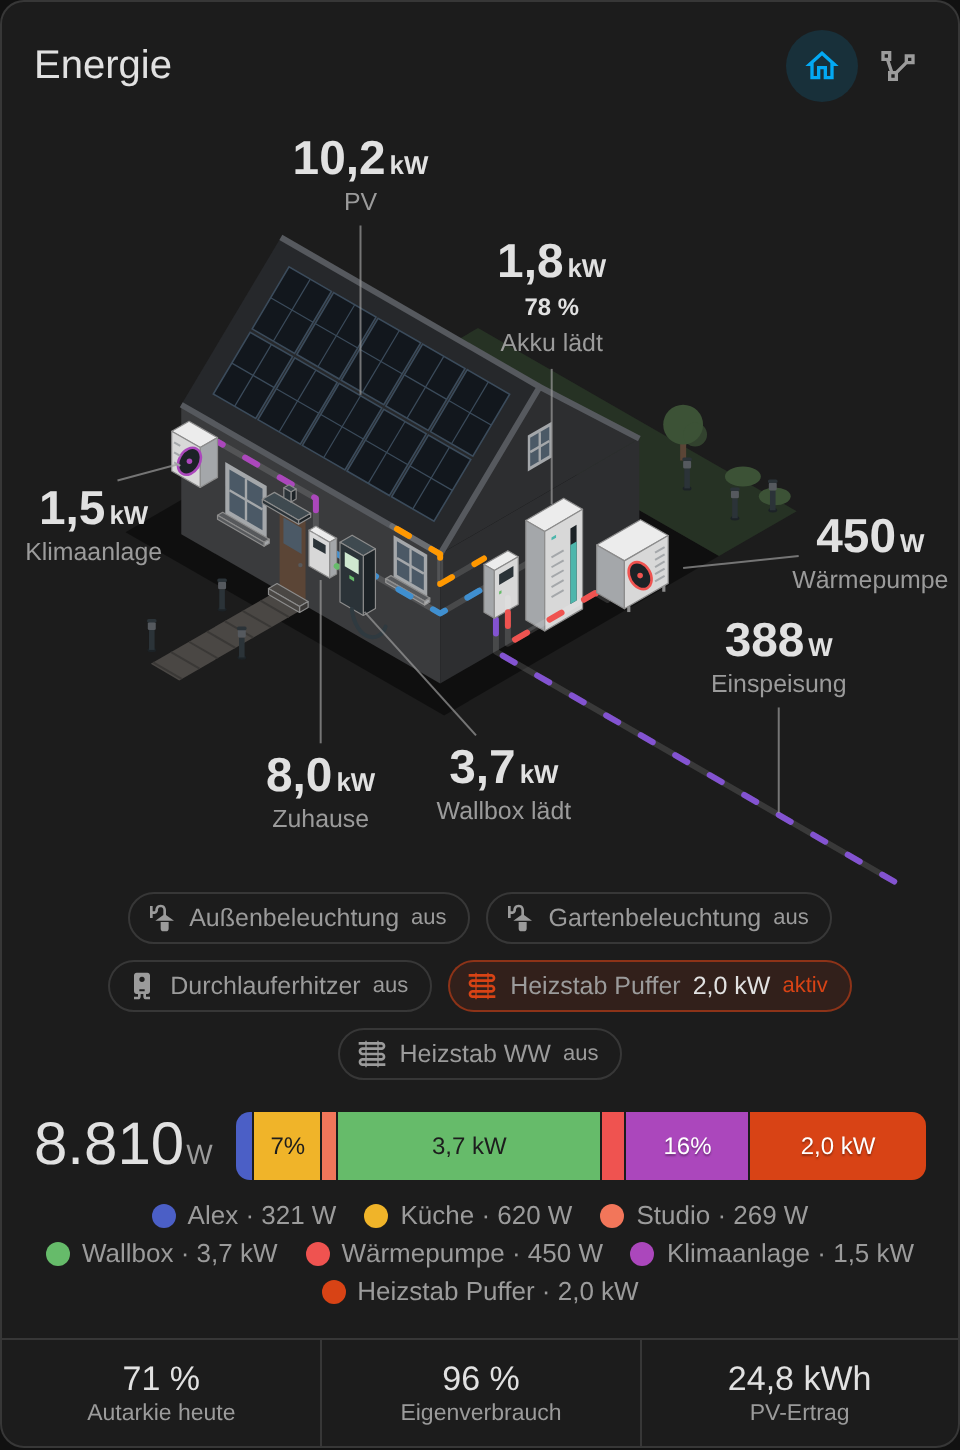 Energie
10,2 kW
PV
1,8 kW
78 %
Akku lädt
1,5 kW
Klimaanlage
450 W
Wärmepumpe
388 W
Einspeisung
8,0 kW
Zuhause
3,7 kW
Wallbox lädt
Außenbeleuchtung aus
Gartenbeleuchtung aus
Durchlauferhitzer aus
Heizstab Puffer 2,0 kW aktiv
Heizstab WW aus
8.810 W
7% 3,7 kW 16% 2,0 kW
Alex · 321 W Küche · 620 W Studio · 269 W
Wallbox · 3,7 kW Wärmepumpe · 450 W Klimaanlage · 1,5 kW
Heizstab Puffer · 2,0 kW
71 %
Autarkie heute
96 %
Eigenverbrauch
24,8 kWh
PV-Ertrag